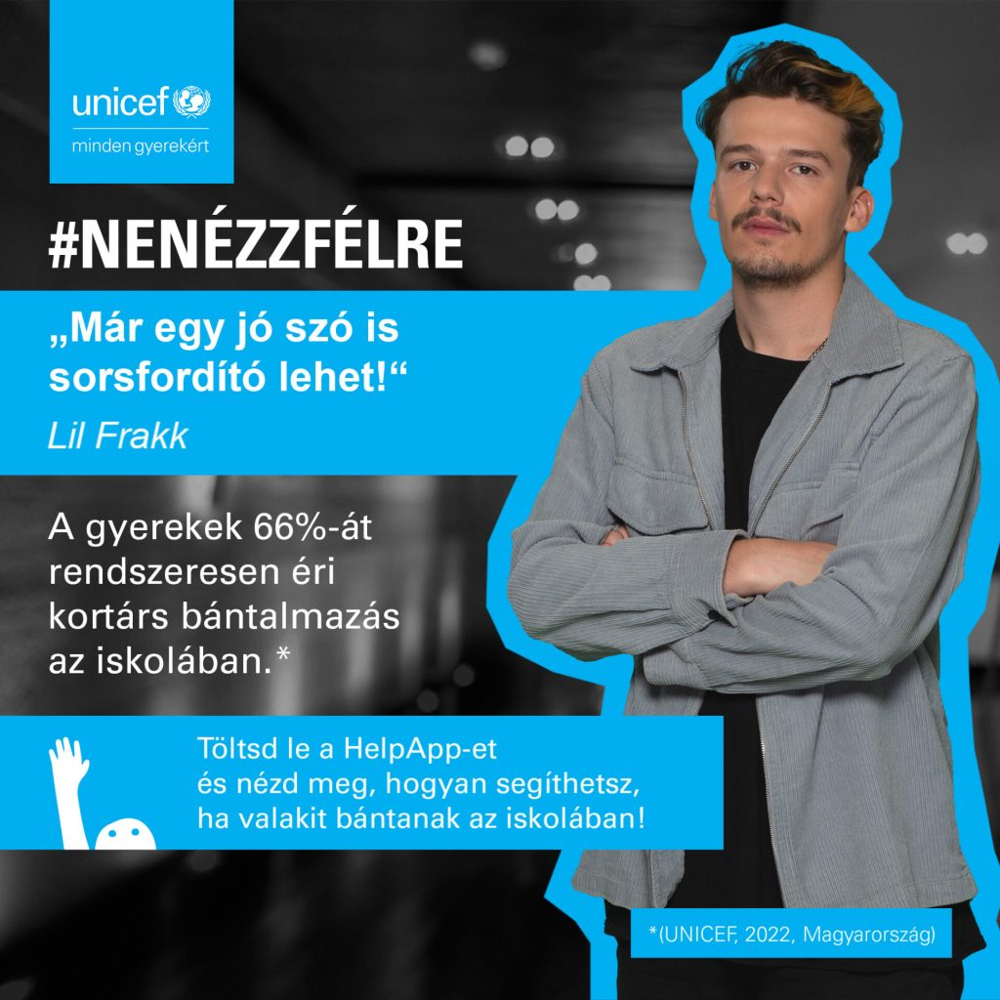 unicef
minden gyerekért
#NENÉZZFÉLRE
„Már egy jó szó is
sorsfordító lehet!“
Lil Frakk
A gyerekek 66%-át
rendszeresen éri
kortárs bántalmazás
az iskolában.*
Töltsd le a HelpApp-et
és nézd meg, hogyan segíthetsz,
ha valakit bántanak az iskolában!
*(UNICEF, 2022, Magyarország)